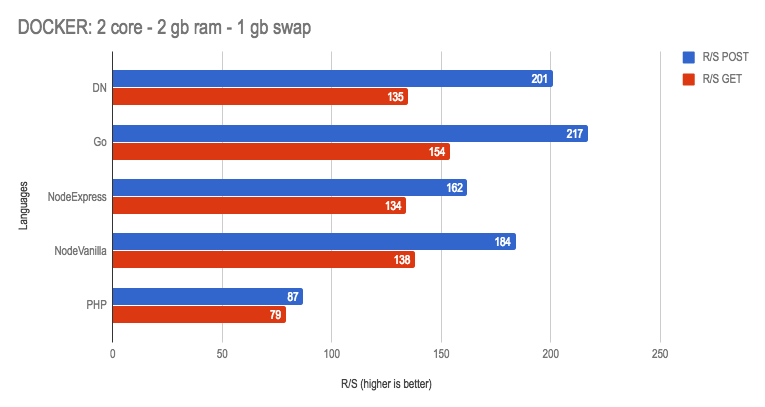 DOCKER: 2 core - 2 gb ram - 1 gb swap
R/S POST
R/S GET
Languages
DN
201
135
Go
217
154
NodeExpress
162
134
NodeVanilla
184
138
PHP
87
79
0 50 100 150 200 250
R/S (higher is better)